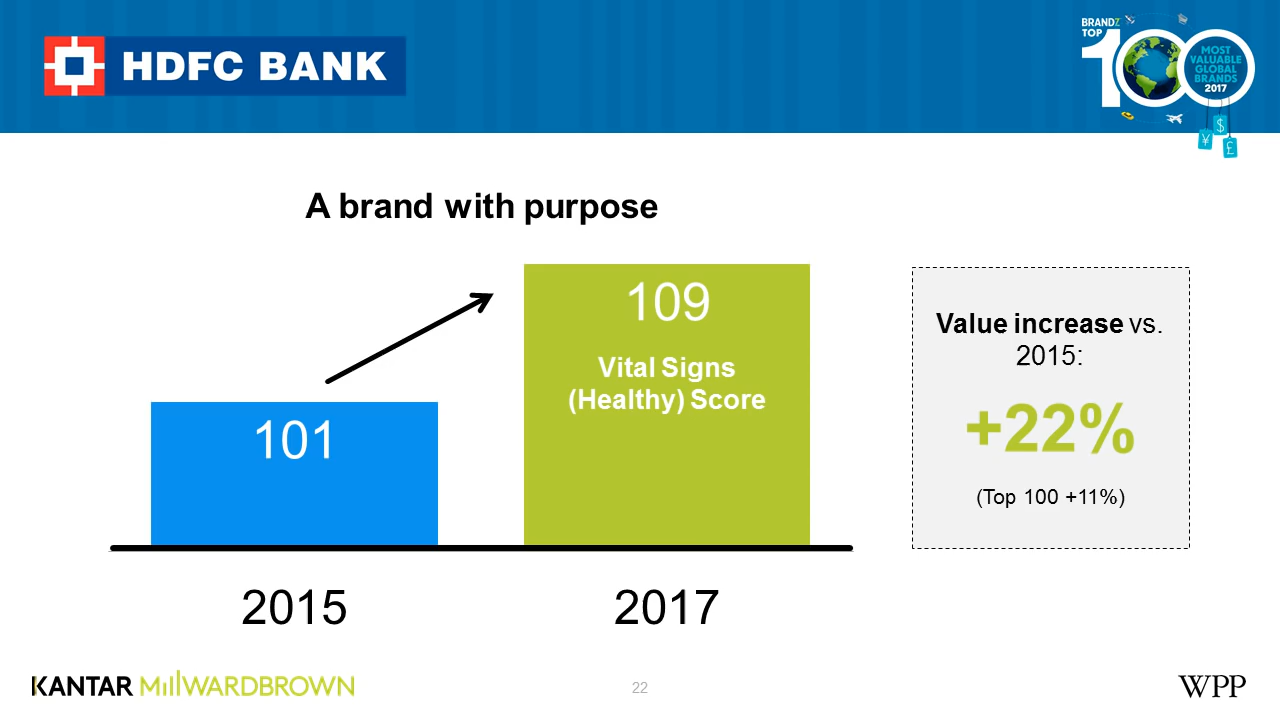 HDFC BANK
BRANDZ
TOP
100
MOST
VALUABLE
GLOBAL
BRANDS
2017
¥
$
£
A brand with purpose
101
109
Vital Signs
(Healthy) Score
Value increase vs.
2015:
+22%
(Top 100 +11%)
2015
2017
KANTAR MillWARDBROWN
22
WPP